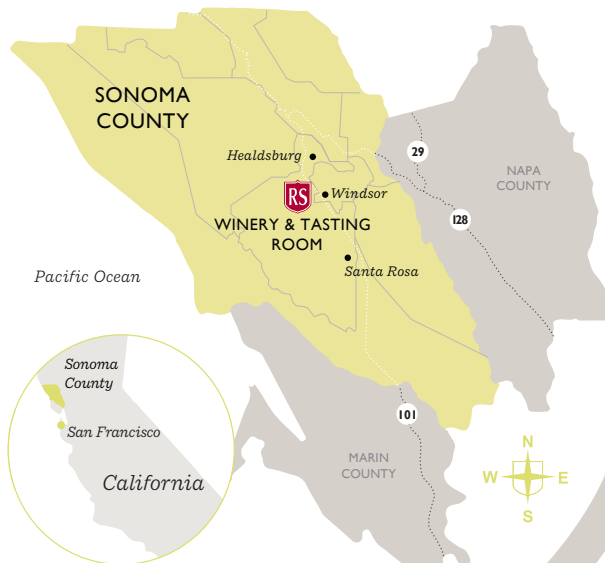 SONOMA
COUNTY
29
Healdsburg
NAPA
COUNTY
RS
Windsor
128
WINERY & TASTING
ROOM
Santa Rosa
Pacific Ocean
Sonoma
County
San Francisco
101
MARIN
COUNTY
California
N
W
E
S